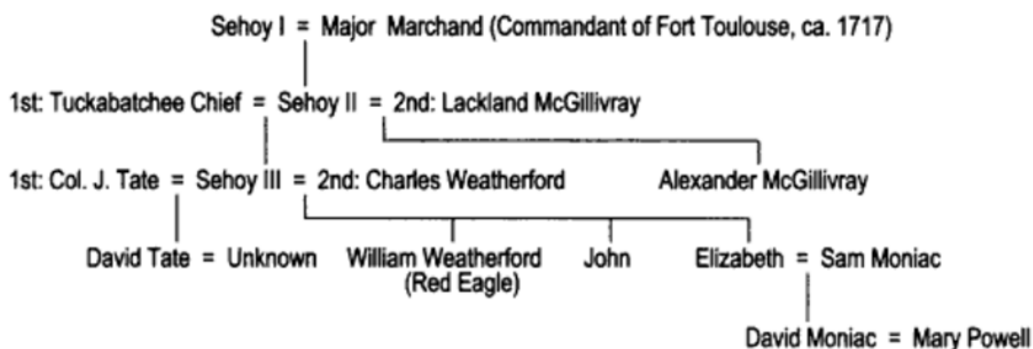 Sehoy I = Major Marchand (Commandant of Fort Toulouse, ca. 1717)
1st: Tuckabatchee Chief = Sehoy II = 2nd: Lackland McGillivray
1st: Col. J. Tate = Sehoy III = 2nd: Charles Weatherford Alexander McGillivray
David Tate = Unknown William Weatherford John Elizabeth = Sam Moniac
(Red Eagle)
David Moniac = Mary Powell